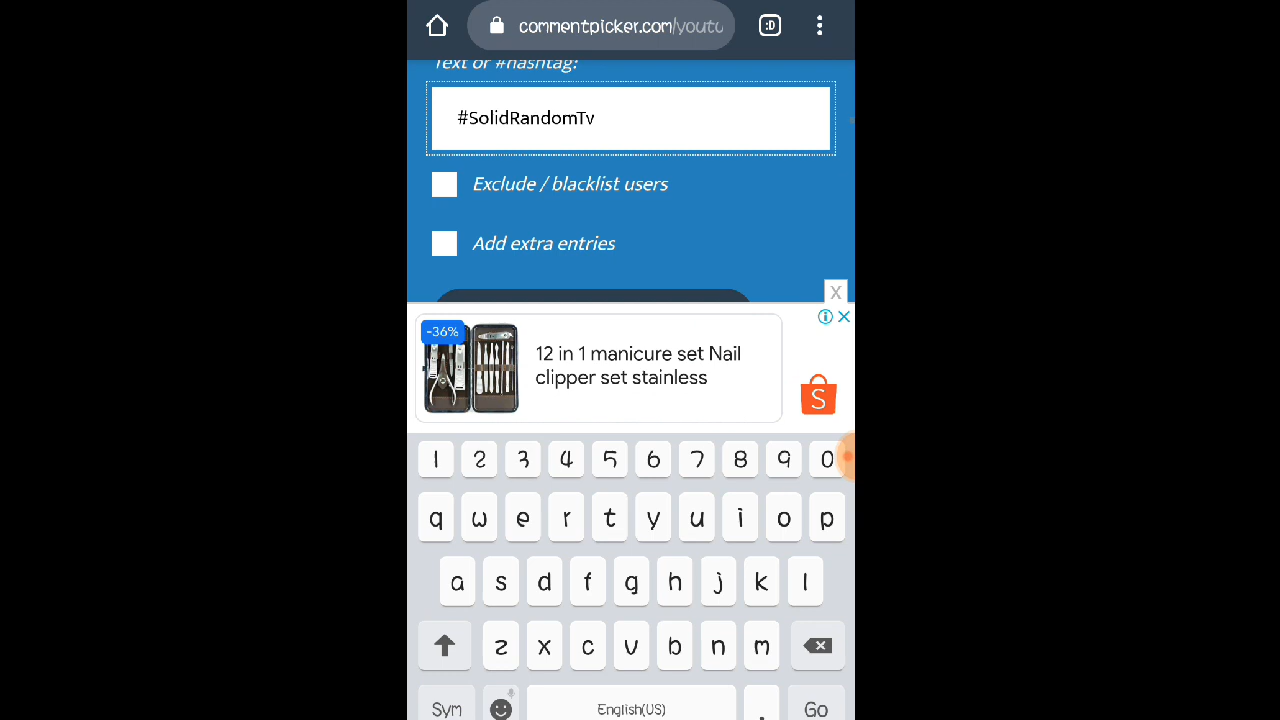 commentpicker.com/youtu
:D
Text or #hashtag:
#SolidRandomTv
Exclude / blacklist users
Add extra entries
X
-36%
12 in 1 manicure set Nail
clipper set stainless
S
1 2 3 4 5 6 7 8 9 0
q w e r t y u i o p
a s d f g h j k l
z x c v b n m
Sym English(US) . Go